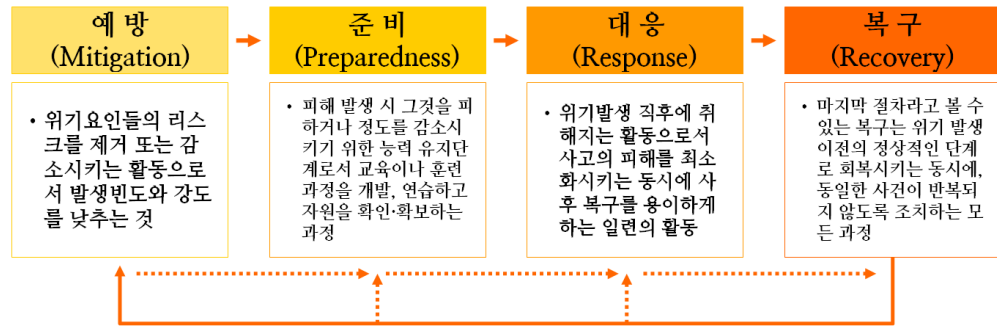 예 방
(Mitigation)
• 위기요인들의 리스
크를 제거 또는 감
소시키는 활동으로
서 발생빈도와 강도
를 낮추는 것
준 비
(Preparedness)
• 피해 발생 시 그것을 피
하거나 정도를 감소시
키기 위한 능력 유지단
계로서 교육이나 훈련
과정을 개발, 연습하고
자원을 확인·확보하는
과정
대 응
(Response)
• 위기발생 직후에 취
해지는 활동으로서
사고의 피해를 최소
화시키는 동시에 사
후 복구를 용이하게
하는 일련의 활동
복 구
(Recovery)
• 마지막 절차라고 볼 수
있는 복구는 위기 발생
이전의 정상적인 단계
로 회복시키는 동시에,
동일한 사건이 반복되
지 않도록 조치하는 모
든 과정